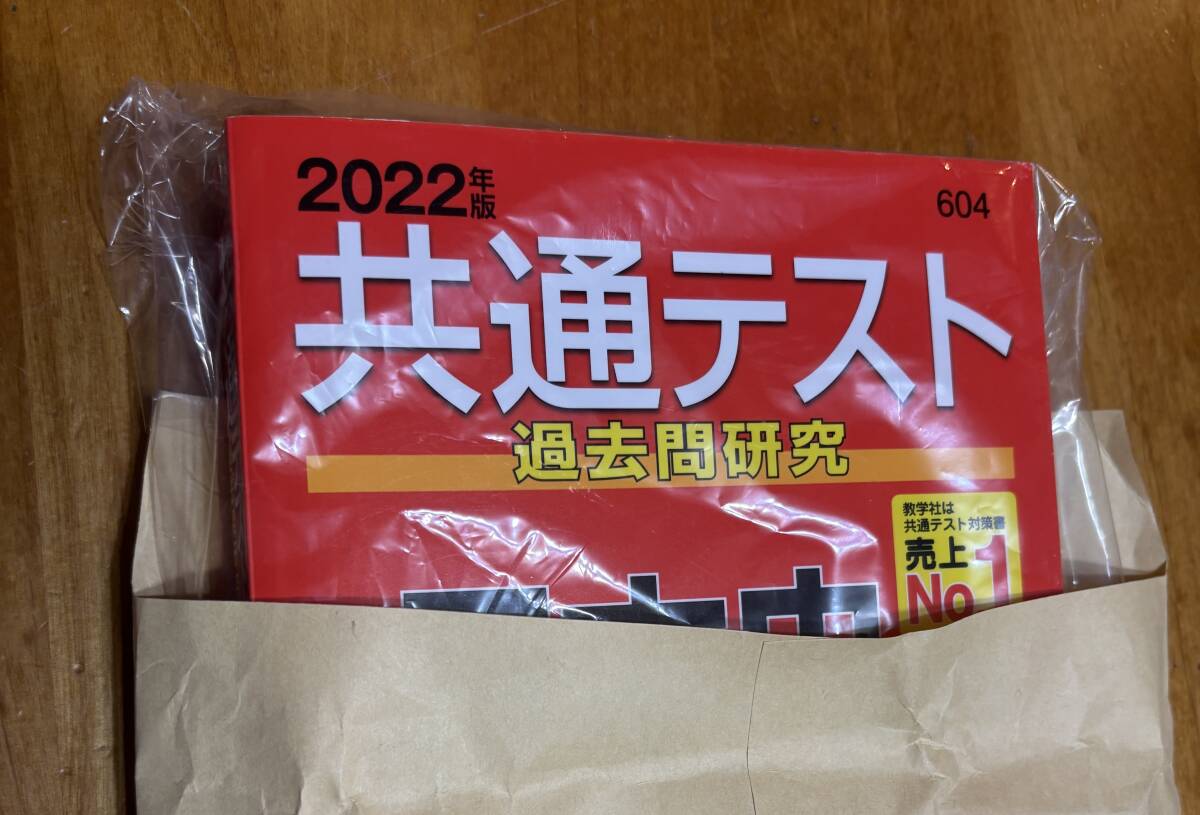 2022年版
604
共通テスト
過去問研究
教学社は
共通テスト対策書
売上
No.1